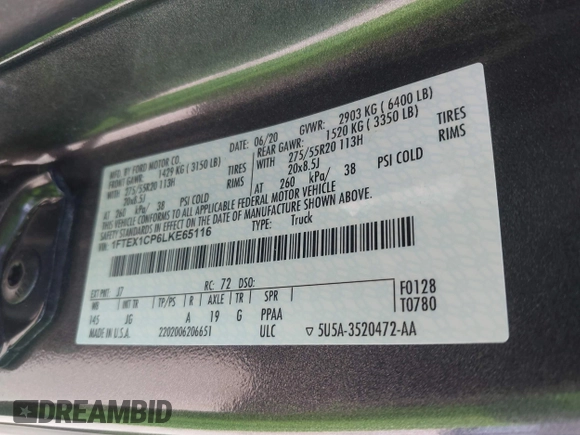 MFD. BY FORD MOTOR CO.
DATE: 06/20 GVWR: 2903 KG ( 6400 LB)
FRONT GAWR: 1429 KG ( 3150 LB)
REAR GAWR: 1520 KG ( 3350 LB)
WITH 275/55R20 113H TIRES
20x8.5J RIMS
AT 260 kPa/ 38 PSI COLD
WITH 275/55R20 113H TIRES
20x8.5J RIMS
AT 260 kPa/ 38 PSI COLD
THIS VEHICLE CONFORMS TO ALL APPLICABLE FEDERAL MOTOR VEHICLE
SAFETY STANDARDS IN EFFECT ON THE DATE OF MANUFACTURE SHOWN ABOVE.
VIN: 1FTEX1CP6LKE65116
TYPE: Truck
EXT PNT: J7 RC: 72 DSO:
WB TP/PS R AXLE TR SPR
145 JG A 19 G PPAA
F0128
T0780
MADE IN U.S.A. 2202006206651 ULC ▽ 5U5A-3520472-AA
DREAMBID